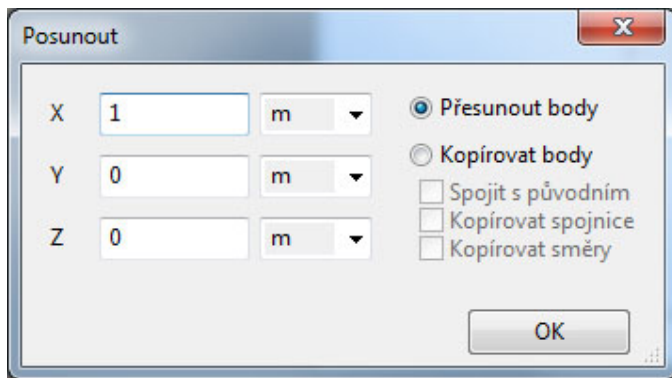 Posunout
X 1 m Přesunout body
Kopírovat body
Y 0 m
Spojit s původním
Kopírovat spojnice
Z 0 m
Kopírovat směry
OK